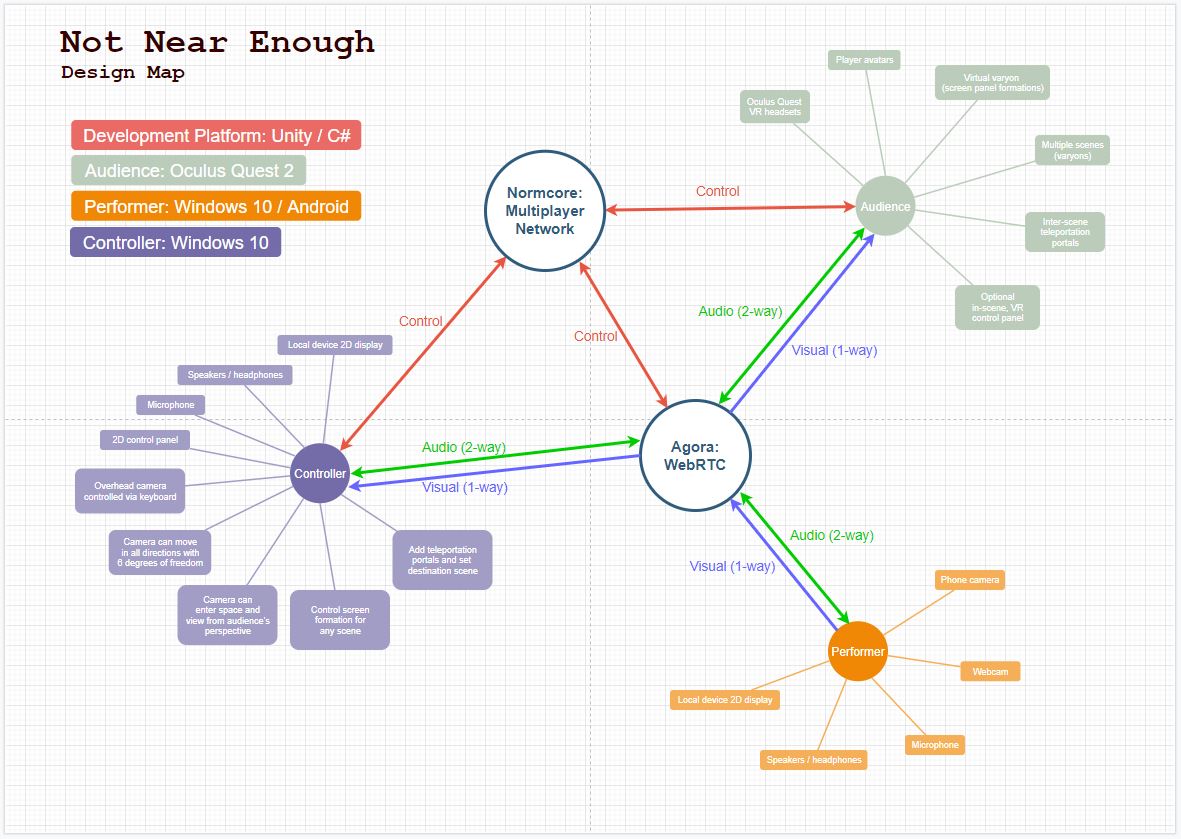 Not Near Enough
Design Map
Development Platform: Unity / C#
Audience: Oculus Quest 2
Performer: Windows 10 / Android
Controller: Windows 10
Normcore:
Multiplayer
Network
Control
Control
Control
Player avatars
Virtual varyon
(screen panel formations)
Oculus Quest
VR headsets
Multiple scenes
(varyons)
Audience
Inter-scene
teleportation
portals
Optional
in-scene, VR
control panel
Audio (2-way)
Visual (1-way)
Local device 2D display
Speakers / headphones
Microphone
2D control panel
Controller
Overhead camera
controlled via keyboard
Camera can move
in all directions with
6 degrees of freedom
Camera can
enter space and
view from audience's
perspective
Control screen
formation for
any scene
Add teleportation
portals and set
destination scene
Audio (2-way)
Visual (1-way)
Agora:
WebRTC
Audio (2-way)
Visual (1-way)
Phone camera
Performer
Webcam
Local device 2D display
Microphone
Speakers / headphones